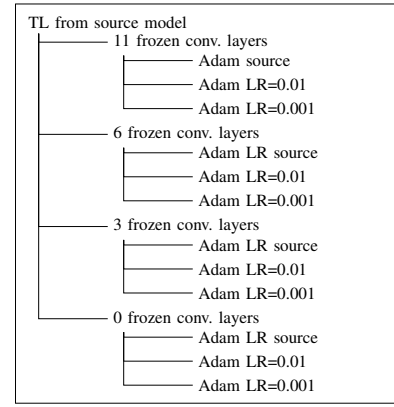 TL from source model
11 frozen conv. layers
Adam source
Adam LR=0.01
Adam LR=0.001
6 frozen conv. layers
Adam LR source
Adam LR=0.01
Adam LR=0.001
3 frozen conv. layers
Adam LR source
Adam LR=0.01
Adam LR=0.001
0 frozen conv. layers
Adam LR source
Adam LR=0.01
Adam LR=0.001